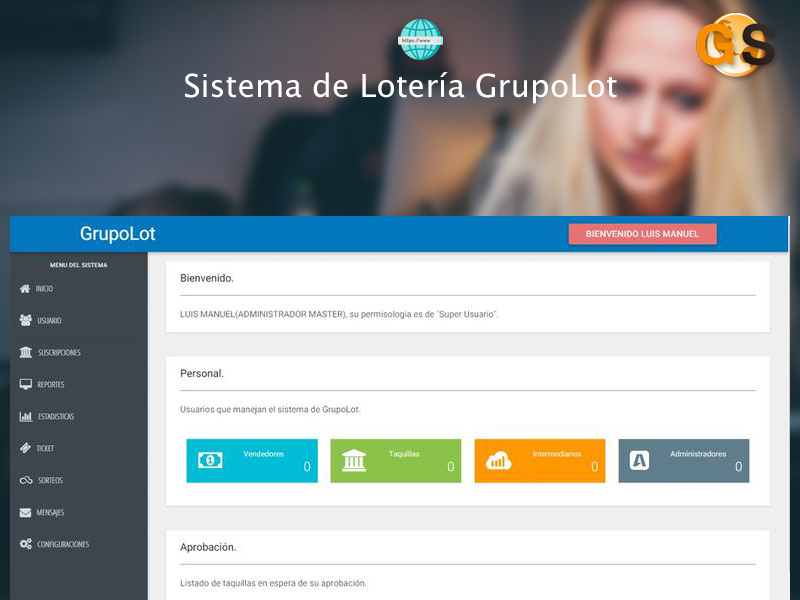 https://www
GS
Sistema de Lotería GrupoLot
GrupoLot
BIENVENIDO LUIS MANUEL
MENU DEL SISTEMA
INICIO
USUARIO
SUSCRIPCIONES
REPORTES
ESTADISTICAS
TICKET
SORTEOS
MENSAJES
CONFIGURACIONES
Bienvenido.
LUIS MANUEL(ADMINISTRADOR MASTER), su permisologia es de "Super Usuario".
Personal.
Usuarios que manejan el sistema de GrupoLot.
Vendedores
0
Taquillas
0
Intermediarios
0
Administradores
0
Aprobación.
Listado de taquillas en espera de su aprobación.